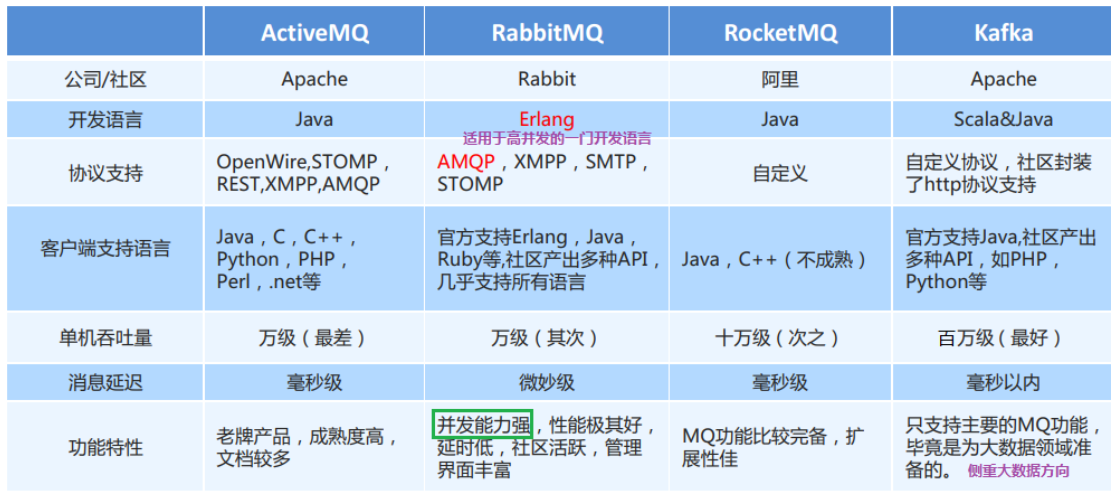 ActiveMQ RabbitMQ RocketMQ Kafka
公司/社区 Apache Rabbit 阿里 Apache
开发语言 Java Erlang Java Scala&Java
适用于高并发的一门开发语言
协议支持
OpenWire,STOMP，
REST,XMPP,AMQP
AMQP，XMPP，SMTP，
STOMP
自定义
自定义协议，社区封装
了http协议支持
客户端支持语言
Java，C，C++，
Python，PHP，
Perl，.net等
官方支持Erlang，Java，
Ruby等,社区产出多种API，
几乎支持所有语言
Java，C++（不成熟）
官方支持Java,社区产出
多种API，如PHP，
Python等
单机吞吐量 万级（最差） 万级（其次） 十万级（次之） 百万级（最好）
消息延迟 毫秒级 微妙级 毫秒级 毫秒以内
功能特性
老牌产品，成熟度高，
文档较多
并发能力强，性能极其好，
延时低，社区活跃，管理
界面丰富
MQ功能比较完备，扩
展性佳
只支持主要的MQ功能，
毕竟是为大数据领域准
备的。 侧重大数据方向